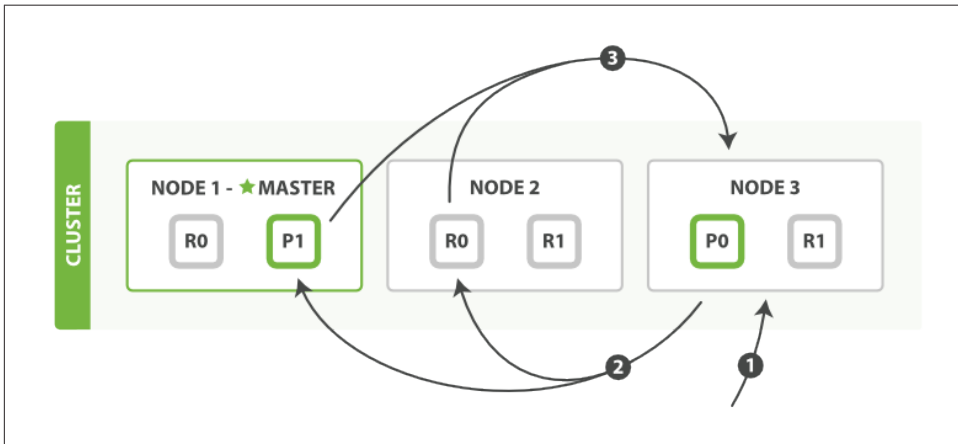 3
CLUSTER
NODE 1 - ★MASTER
R0
P1
NODE 2
R0
R1
NODE 3
P0
R1
2
1